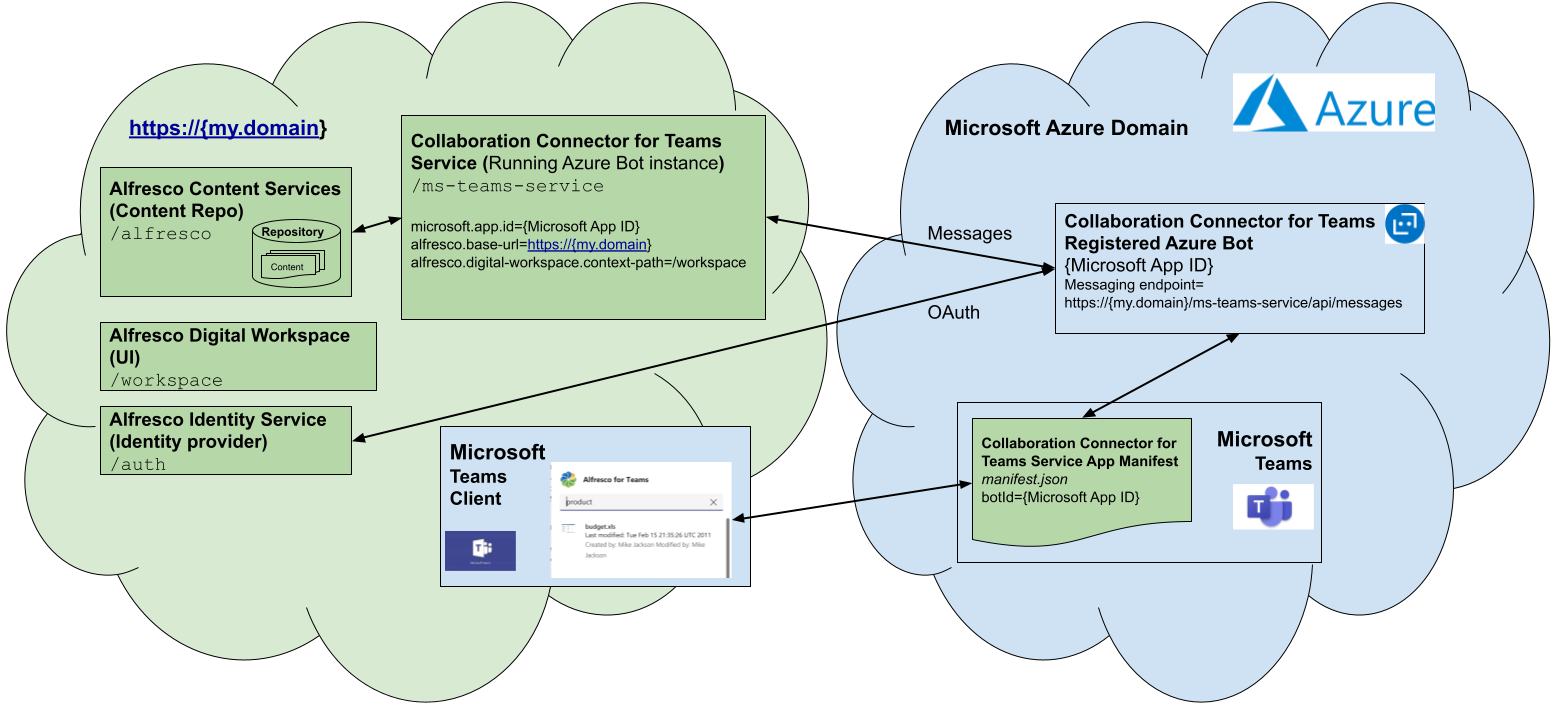 https://{my.domain}
Alfresco Content Services
(Content Repo)
/alfresco
Repository
Content
Alfresco Digital Workspace
(UI)
/workspace
Alfresco Identity Service
(Identity provider)
/auth
Collaboration Connector for Teams
Service (Running Azure Bot instance)
/ms-teams-service
microsoft.app.id={Microsoft App ID}
alfresco.base-url=https://{my.domain}
alfresco.digital-workspace.context-path=/workspace
Microsoft
Teams
Client
Alfresco for Teams
product
budget.xls
Last modified: Tue Feb 15 21:35:26 UTC 2011
Created by: Mike Jackson Modified by: Mike
Jackson
Messages
OAuth
Microsoft Azure Domain
Azure
Collaboration Connector for Teams
Registered Azure Bot
{Microsoft App ID}
Messaging endpoint=
https://{my.domain}/ms-teams-service/api/messages
Collaboration Connector for
Teams Service App Manifest
manifest.json
botId={Microsoft App ID}
Microsoft
Teams
T